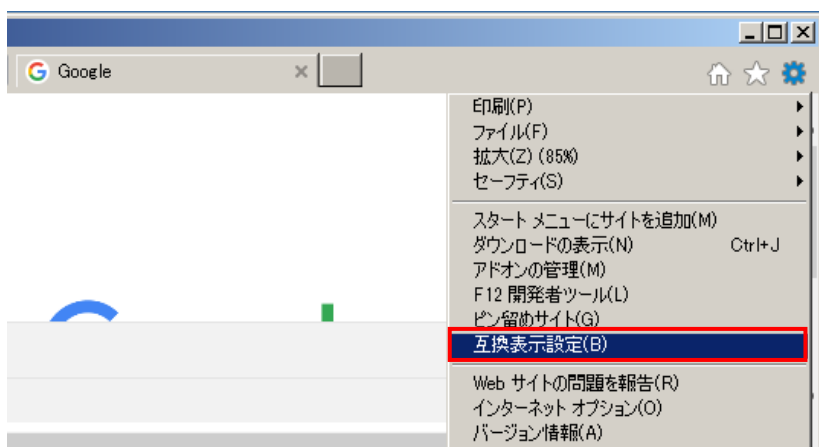 Google
印刷(P)
ファイル(F)
拡大(Z) (85%)
セーフティ(S)
スタート メニューにサイトを追加(M)
ダウンロードの表示(N) Ctrl+J
アドオンの管理(M)
F12 開発者ツール(L)
ピン留めサイト(G)
互換表示設定(B)
Web サイトの問題を報告(R)
インターネット オプション(O)
バージョン情報(A)